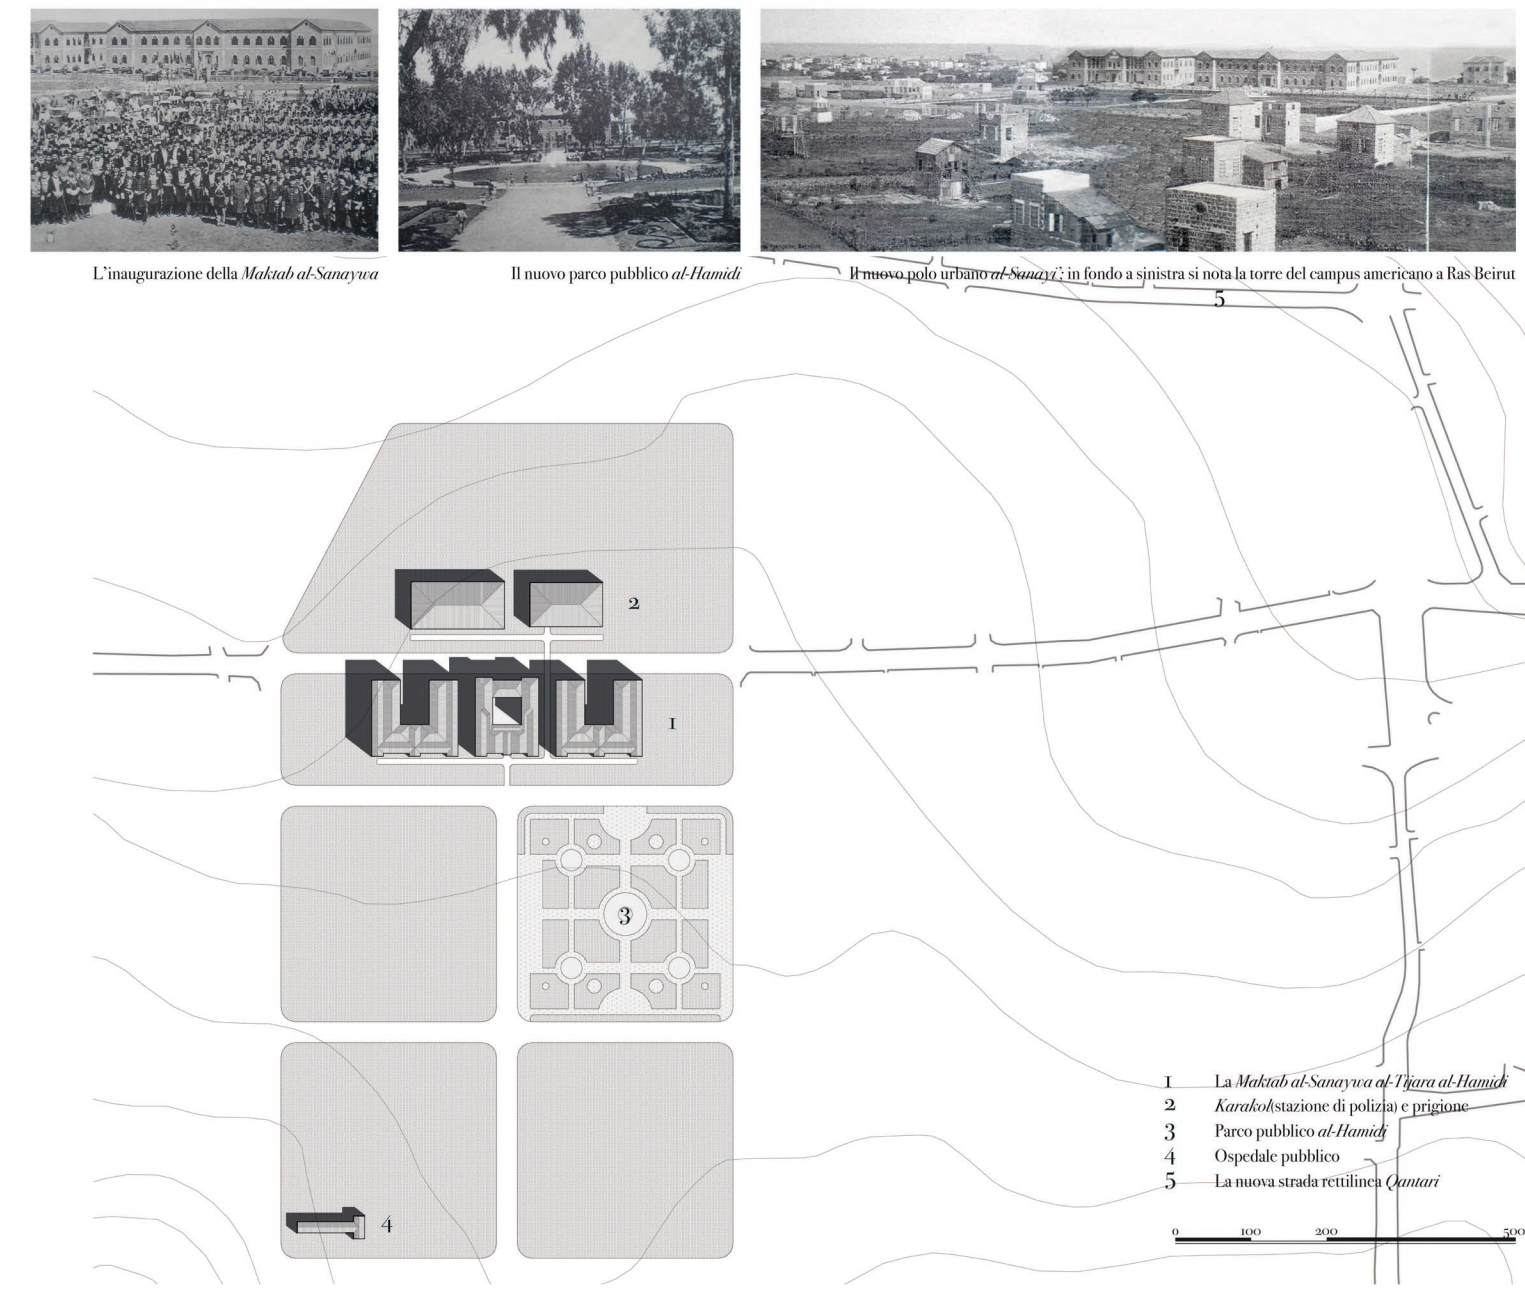 L'inaugurazione della Maktab al-Sanaywa
Il nuovo parco pubblico al-Hamidi
Il nuovo polo urbano al-Sanayi'; in fondo a sinistra si nota la torre del campus americano a Ras Beirut
5
2
1
3
4
1 La Maktab al-Sanaywa al-Tijara al-Hamidi
2 Karakol(stazione di polizia) e prigione
3 Parco pubblico al-Hamidi
4 Ospedale pubblico
5 La nuova strada rettilinea Qantari
0 100 200 500